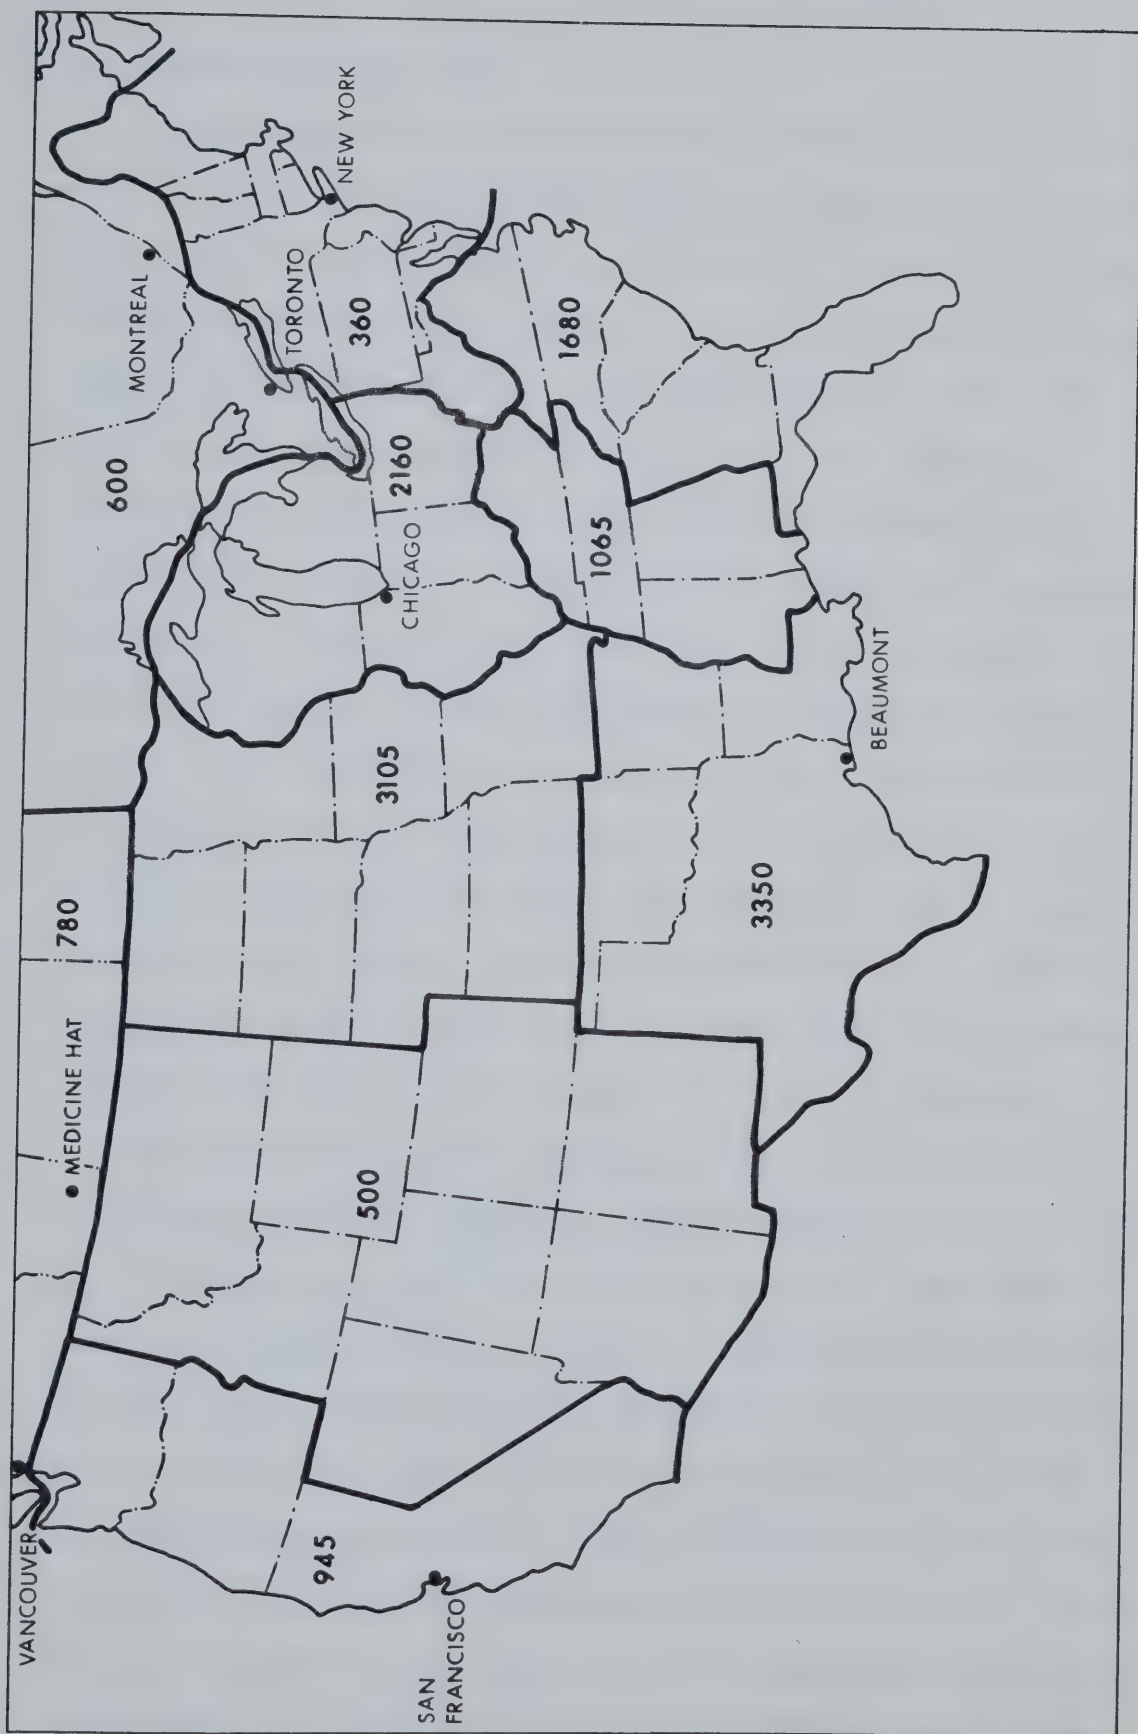 VANCOUVER
MEDICINE HAT
780
600
MONTREAL
TORONTO
NEW YORK
360
2160
CHICAGO
3105
500
945
SAN
FRANCISCO
1680
1065
3350
BEAUMONT